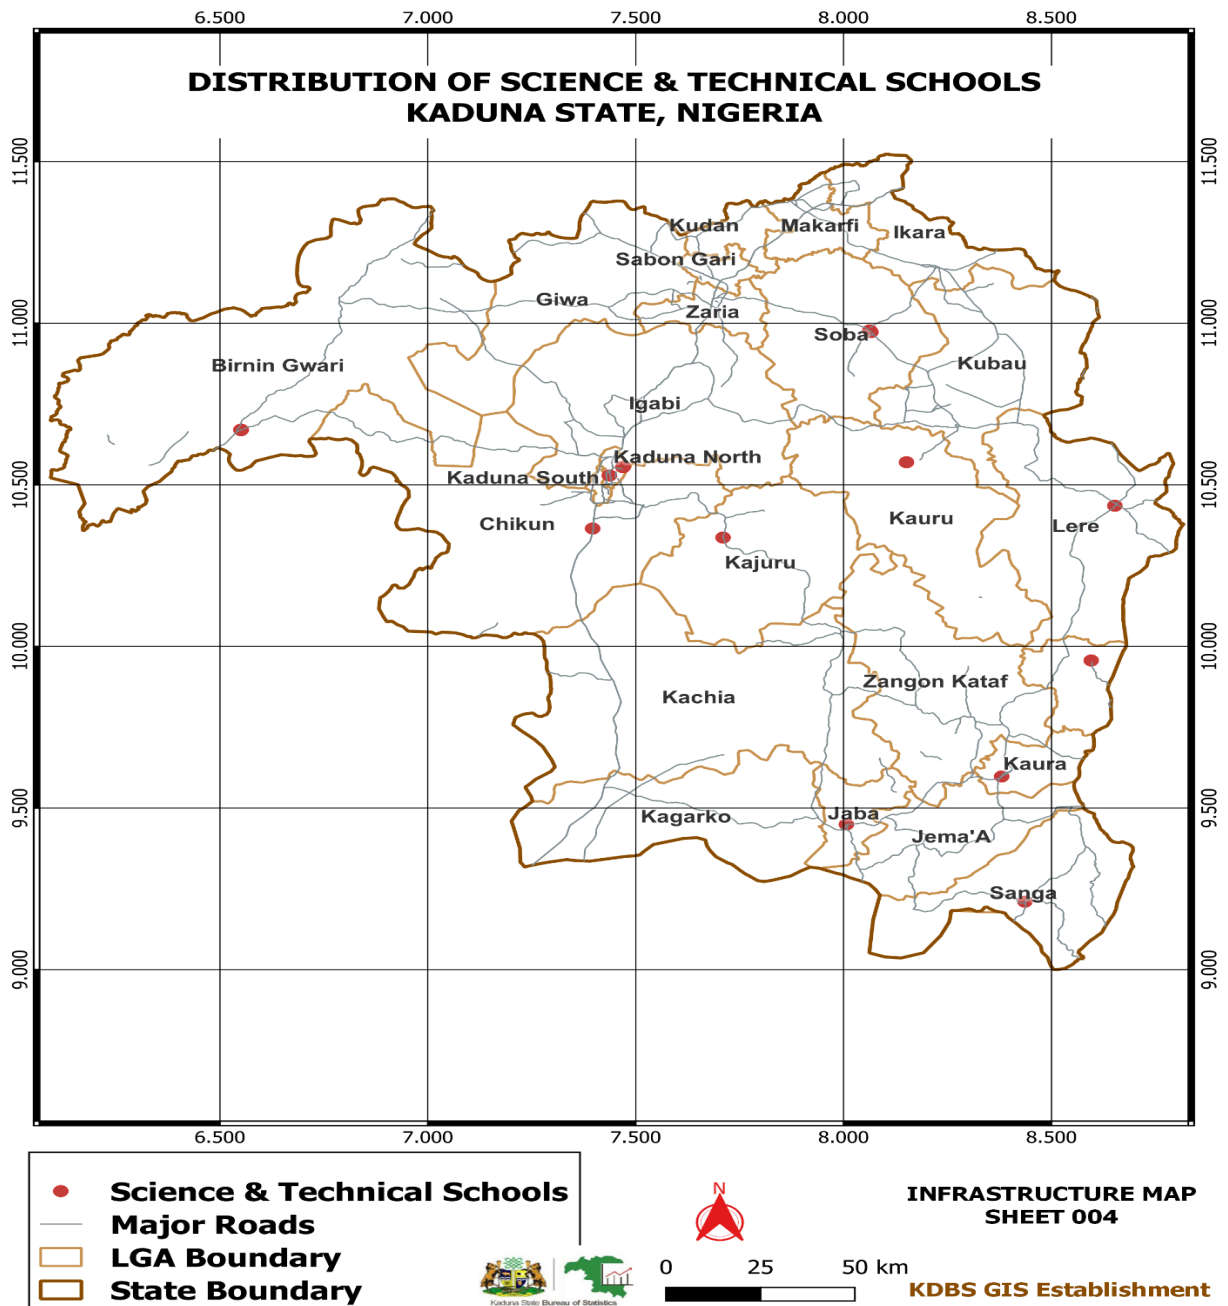 6.500 7.000 7.500 8.000 8.500
DISTRIBUTION OF SCIENCE & TECHNICAL SCHOOLS
KADUNA STATE, NIGERIA
11.500 11.500
Kudan Makarfi Ikara
Sabon Gari
Giwa
Zaria
11.000 11.000
Soba
Birnin Gwari Kubau
Igabi
Kaduna North
Kaduna South
10.500 10.500
Chikun Kauru Lere
Kajuru
10.000 10.000
Zangon Kataf
Kachia
Kaura
9.500 9.500
Kagarko Jaba
Jema'A
Sanga
9.000 9.000
6.500 7.000 7.500 8.000 8.500
Science & Technical Schools
Major Roads
LGA Boundary
State Boundary
Kaduna State Bureau of Statistics
N
0 25 50 km
INFRASTRUCTURE MAP
SHEET 004
KDBS GIS Establishment